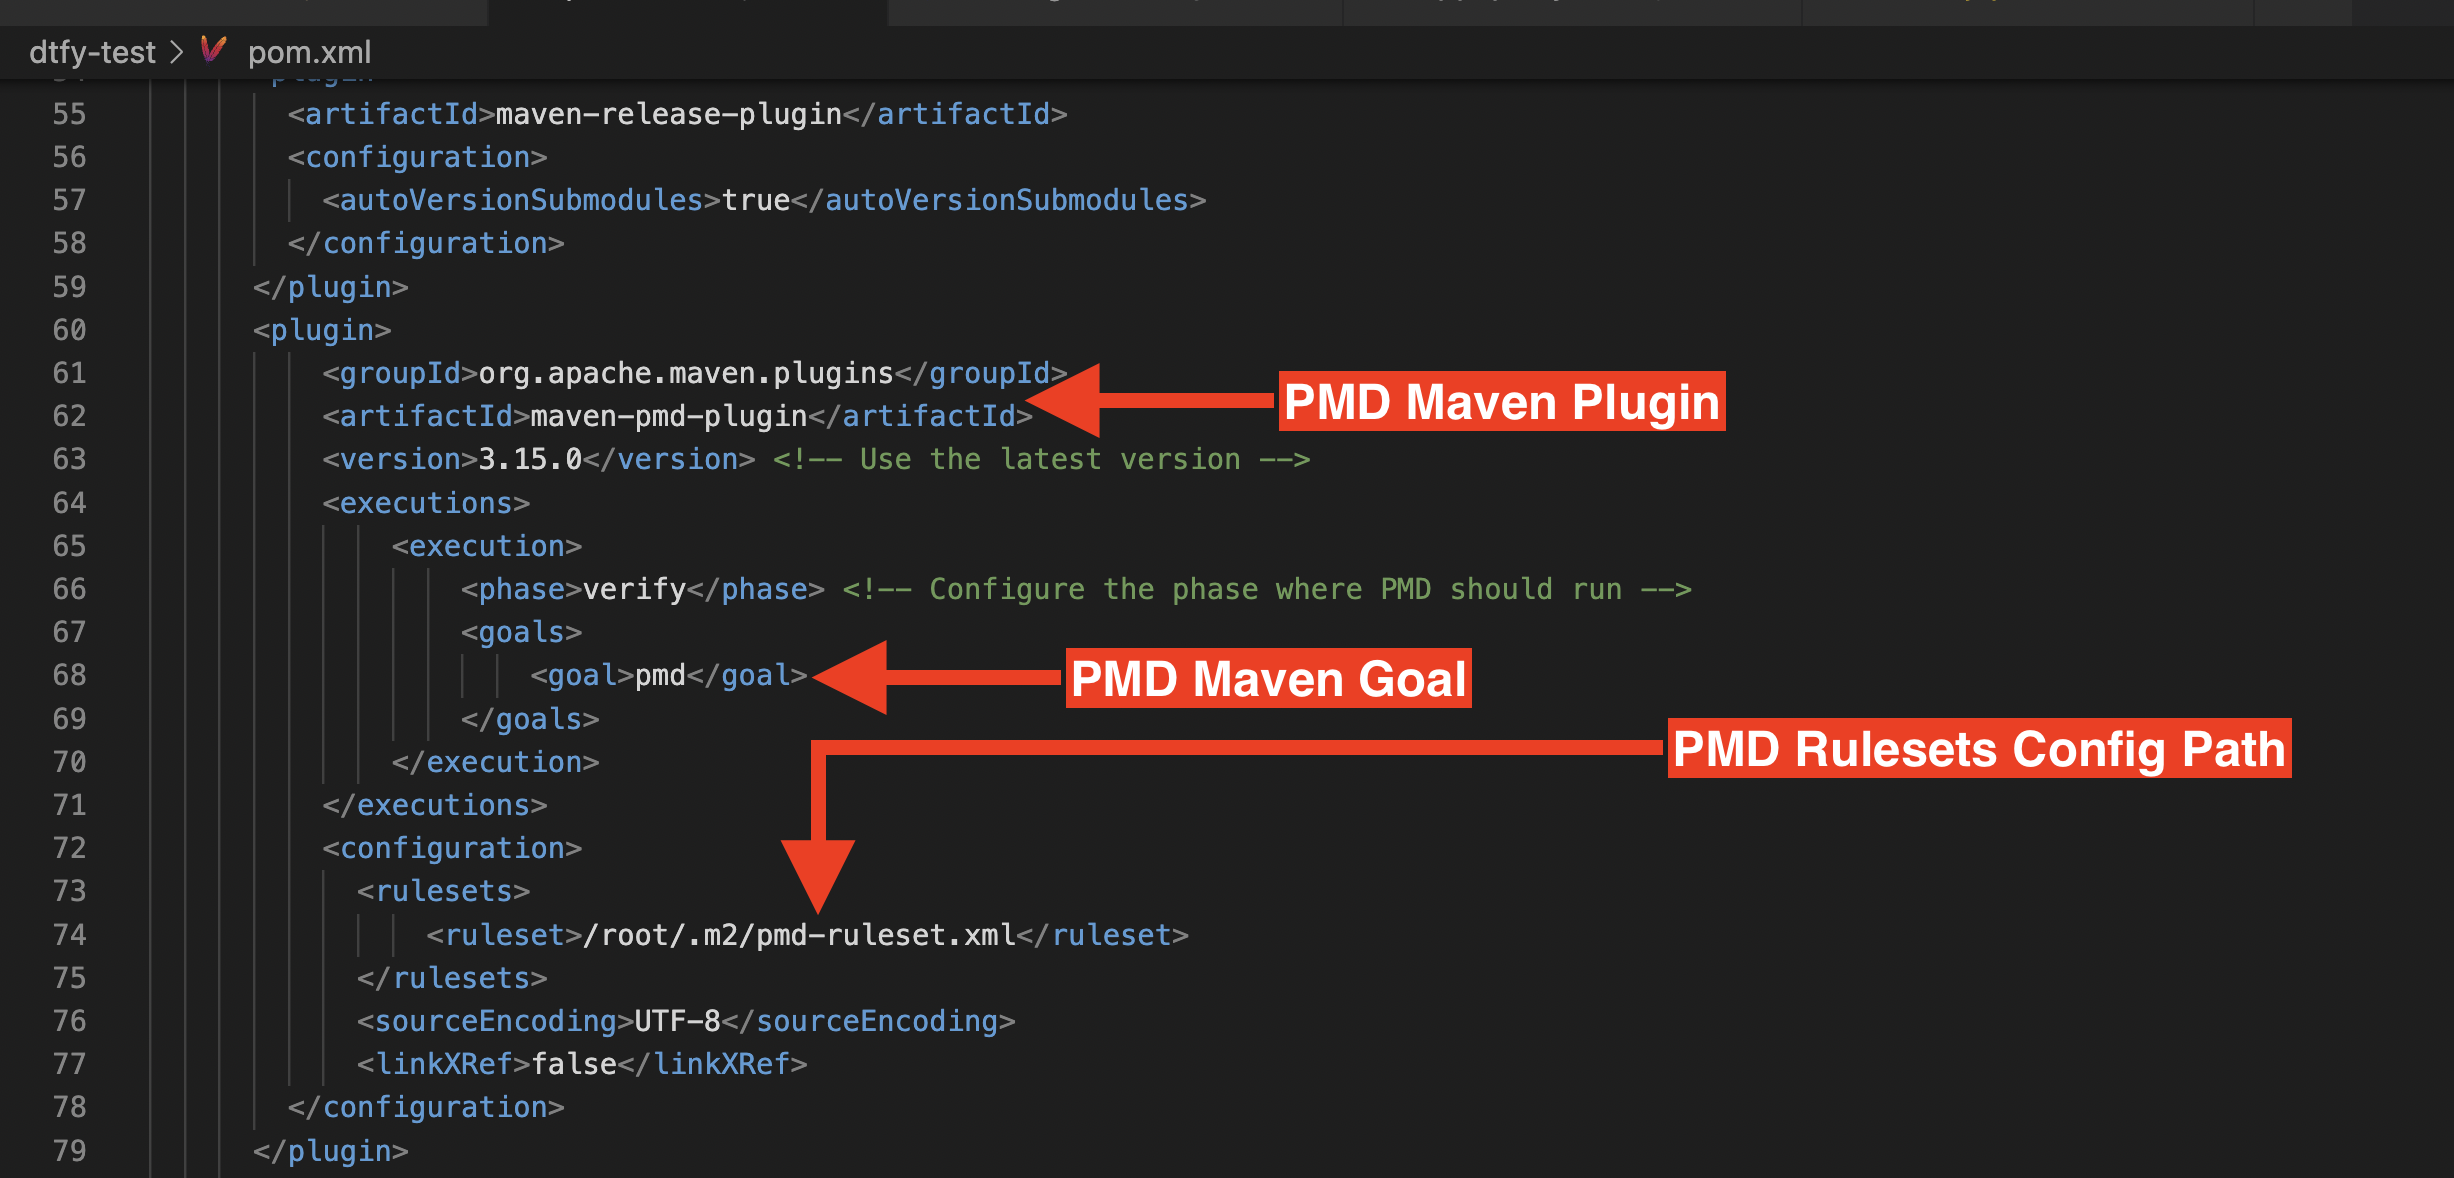 dtfy-test > pom.xml
55 <artifactId>maven-release-plugin</artifactId>
56 <configuration>
57 <autoVersionSubmodules>true</autoVersionSubmodules>
58 </configuration>
59 </plugin>
60 <plugin>
61 <groupId>org.apache.maven.plugins</groupId>
62 <artifactId>maven-pmd-plugin</artifactId>
PMD Maven Plugin
63 <version>3.15.0</version> <!-- Use the latest version -->
64 <executions>
65 <execution>
66 <phase>verify</phase> <!-- Configure the phase where PMD should run -->
67 <goals>
68 <goal>pmd</goal>
PMD Maven Goal
69 </goals>
PMD Rulesets Config Path
70 </execution>
71 </executions>
72 <configuration>
73 <rulesets>
74 <ruleset>/root/.m2/pmd-ruleset.xml</ruleset>
75 </rulesets>
76 <sourceEncoding>UTF-8</sourceEncoding>
77 <linkXRef>false</linkXRef>
78 </configuration>
79 </plugin>